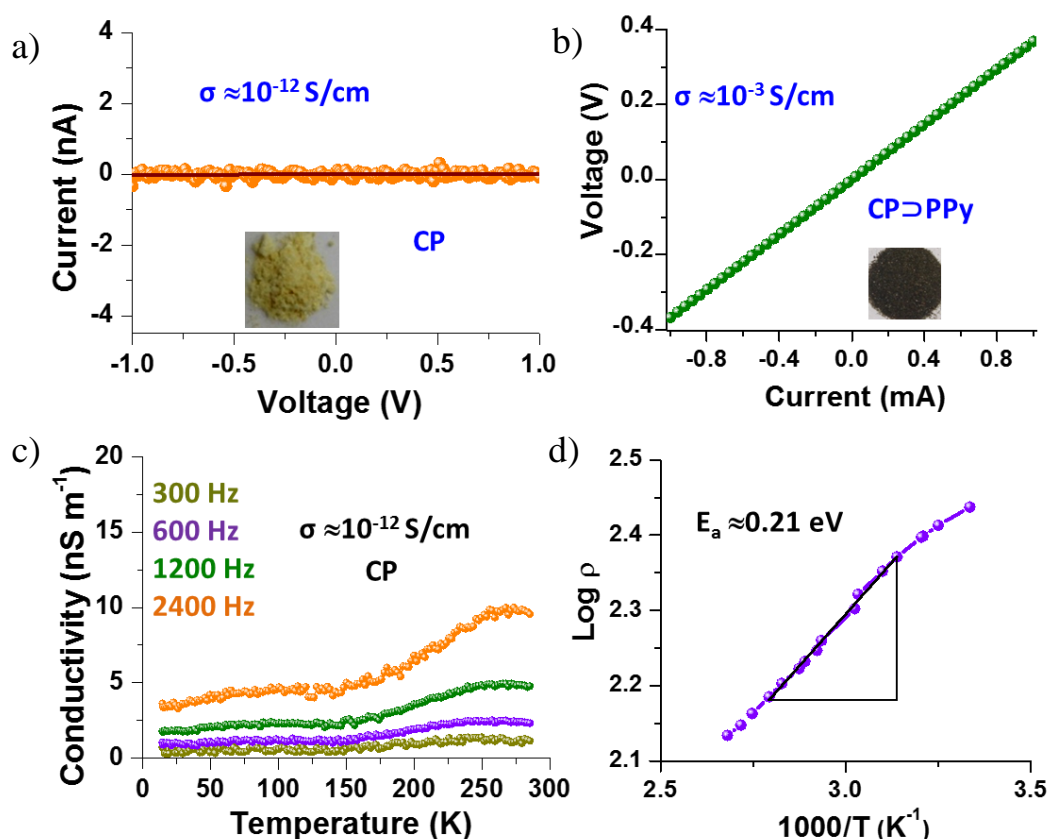 a)
4
2
0
-2
-4
Current (nA)
σ ≈10⁻¹² S/cm
CP
-1.0 -0.5 0.0 0.5 1.0
Voltage (V)
b)
0.4
0.2
0.0
-0.2
-0.4
Voltage (V)
σ ≈10⁻³ S/cm
CP⊃PPy
-0.8 -0.4 0.0 0.4 0.8
Current (mA)
c)
20
15
10
5
0
Conductivity (nS m⁻¹)
300 Hz
600 Hz
1200 Hz
2400 Hz
σ ≈10⁻¹² S/cm
CP
0 50 100 150 200 250 300
Temperature (K)
d)
2.5
2.4
2.3
2.2
2.1
Log ρ
Eₐ ≈0.21 eV
2.5 3.0 3.5
1000/T (K⁻¹)